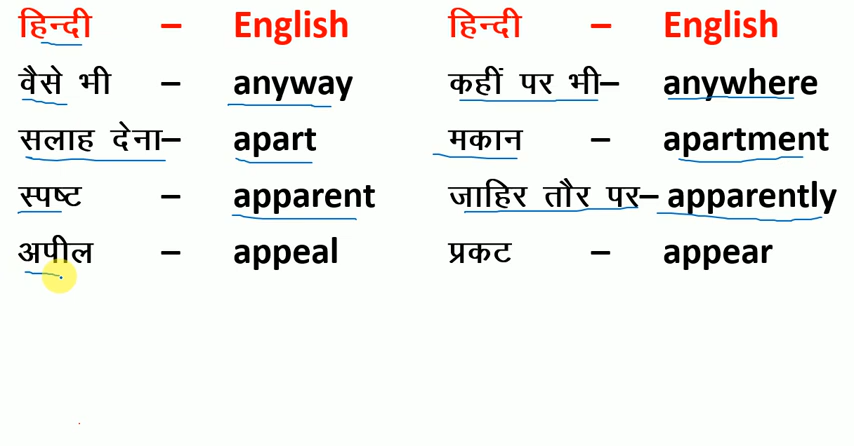 हिन्दी – English हिन्दी – English
वैसे भी – anyway कहीं पर भी– anywhere
सलाह देना– apart मकान – apartment
स्पष्ट – apparent जाहिर तौर पर– apparently
अपील – appeal प्रकट – appear